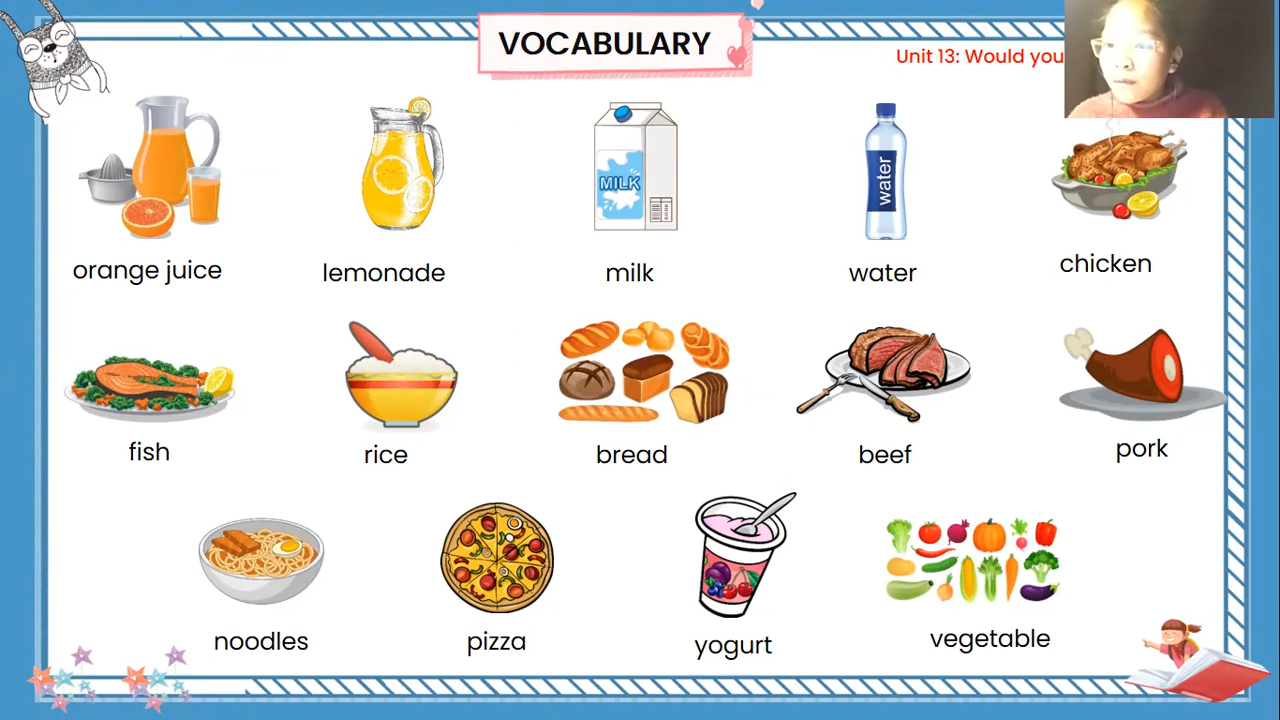 VOCABULARY
Unit 13: Would you
MILK
water
orange juice
lemonade
milk
water
chicken
fish
rice
bread
beef
pork
noodles
pizza
yogurt
vegetable